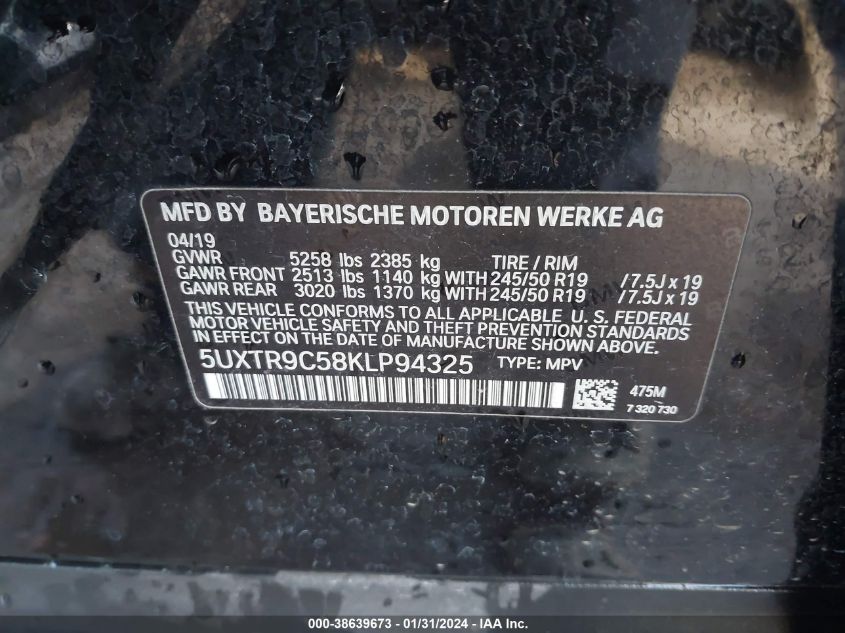 MFD BY BAYERISCHE MOTOREN WERKE AG
04/19
GVWR 5258 lbs 2385 kg TIRE / RIM
GAWR FRONT 2513 lbs 1140 kg WITH 245/50 R19 / 7.5J x 19
GAWR REAR 3020 lbs 1370 kg WITH 245/50 R19 / 7.5J x 19
THIS VEHICLE CONFORMS TO ALL APPLICABLE U. S. FEDERAL
MOTOR VEHICLE SAFETY AND THEFT PREVENTION STANDARDS
IN EFFECT ON THE DATE OF MANUFACTURE SHOWN ABOVE.
5UXTR9C58KLP94325 TYPE: MPV
475M
7 320 730
000-38639673 - 01/31/2024 - IAA Inc.